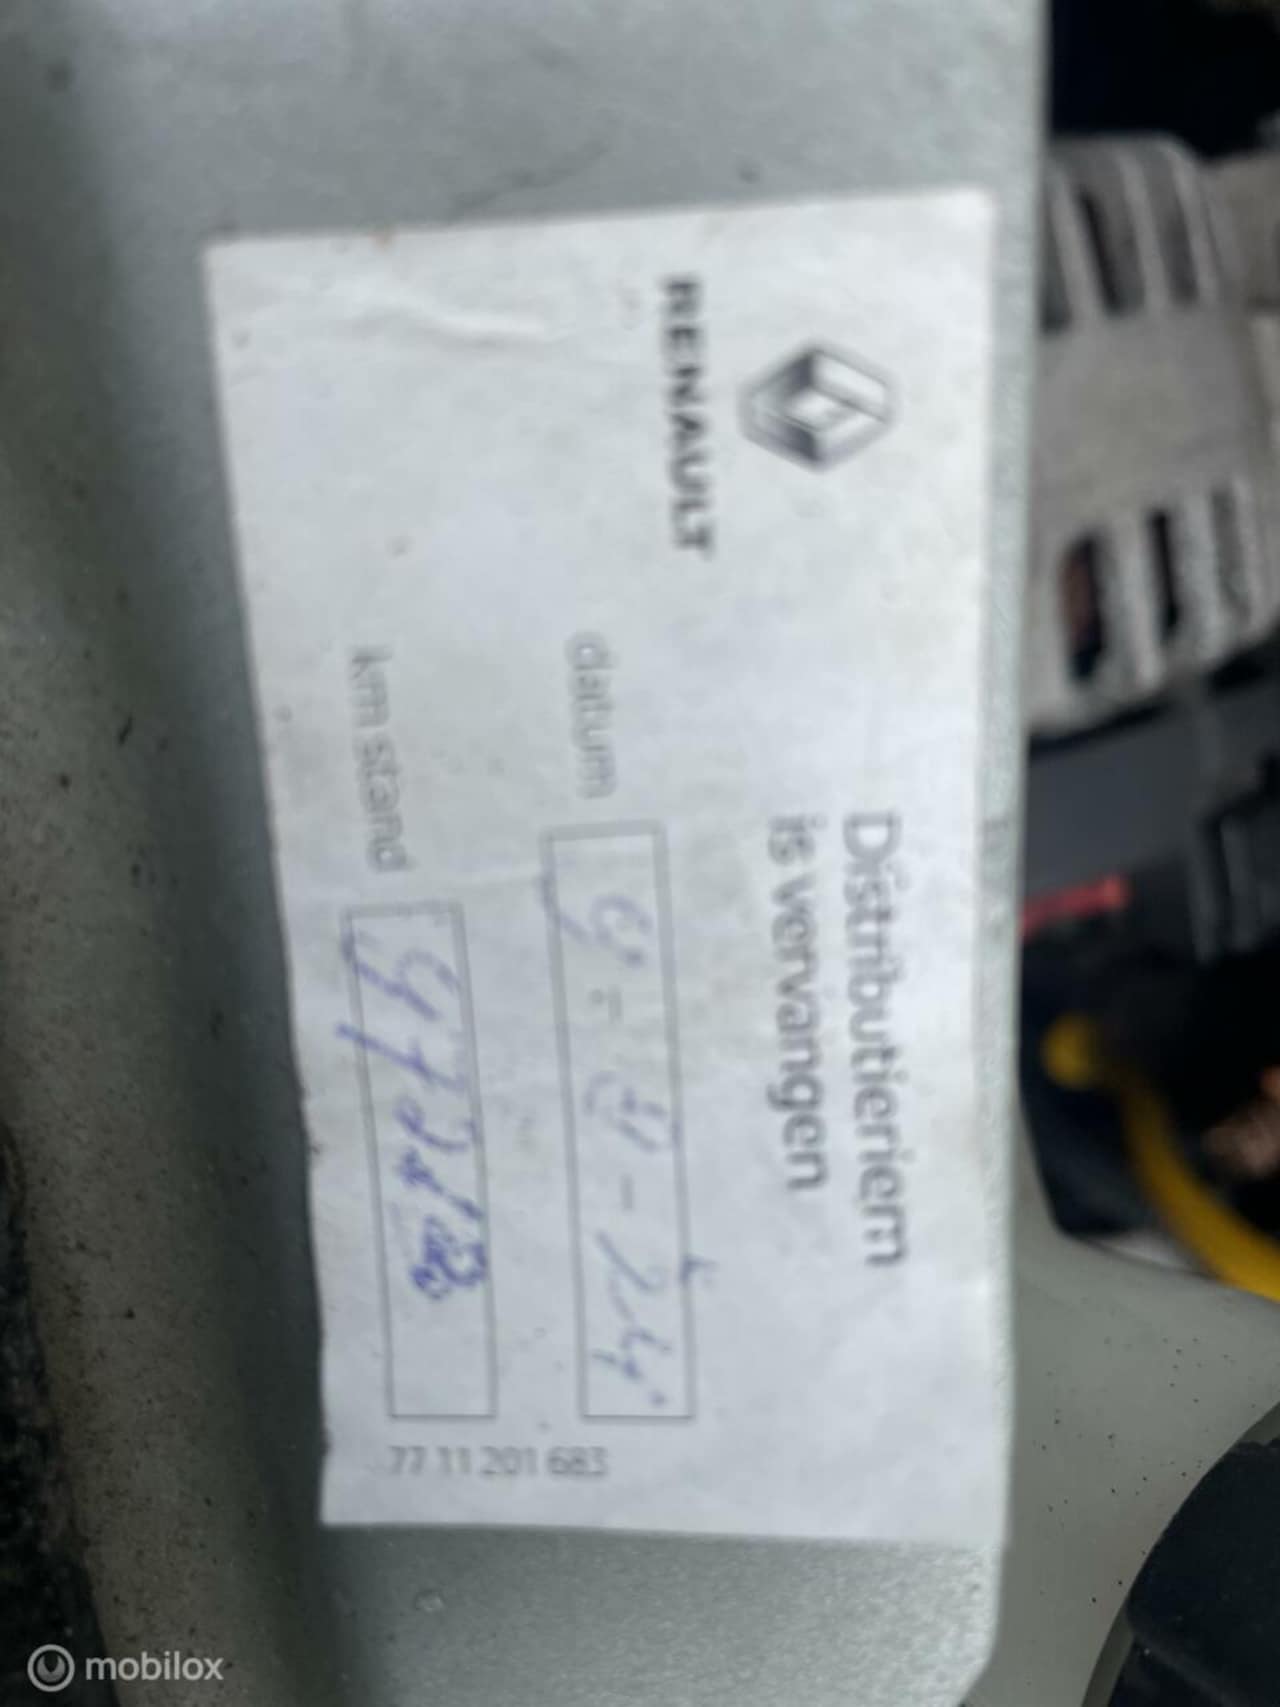 RENAULT
Distributieriem
is vervangen
datum
km stand
77 11 201 683
mobilox